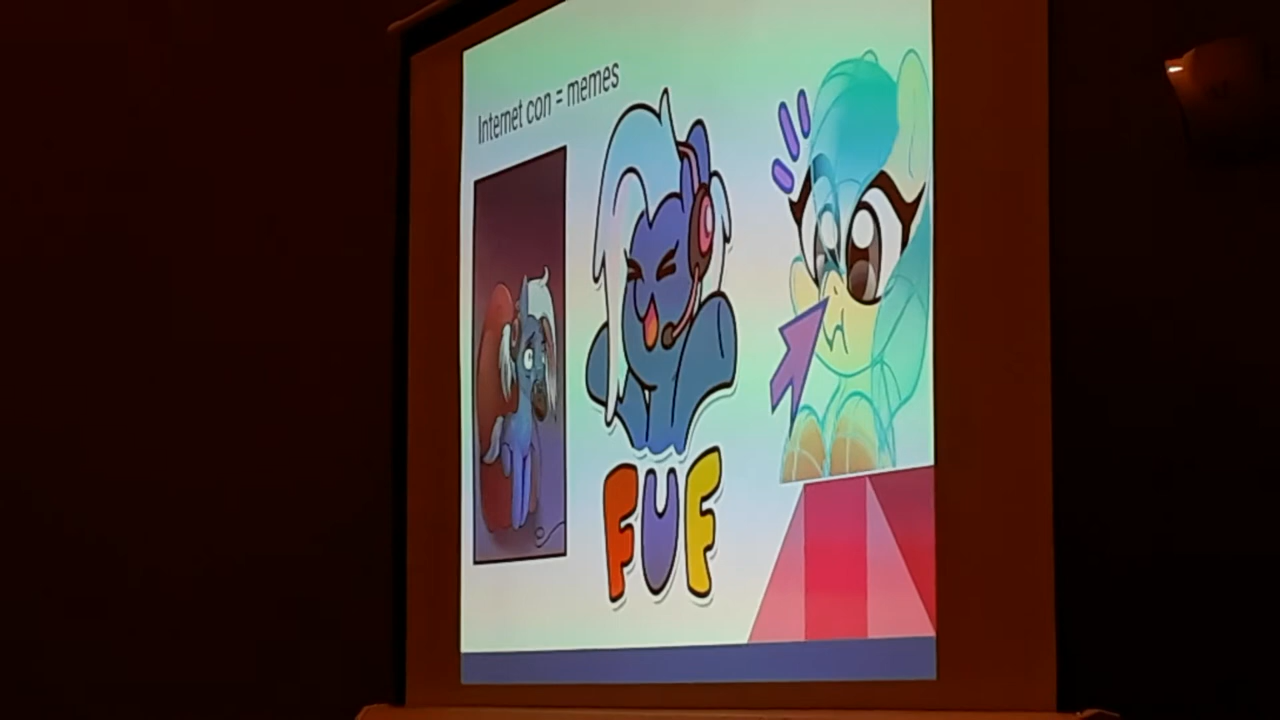 Internet con = memes
FUF